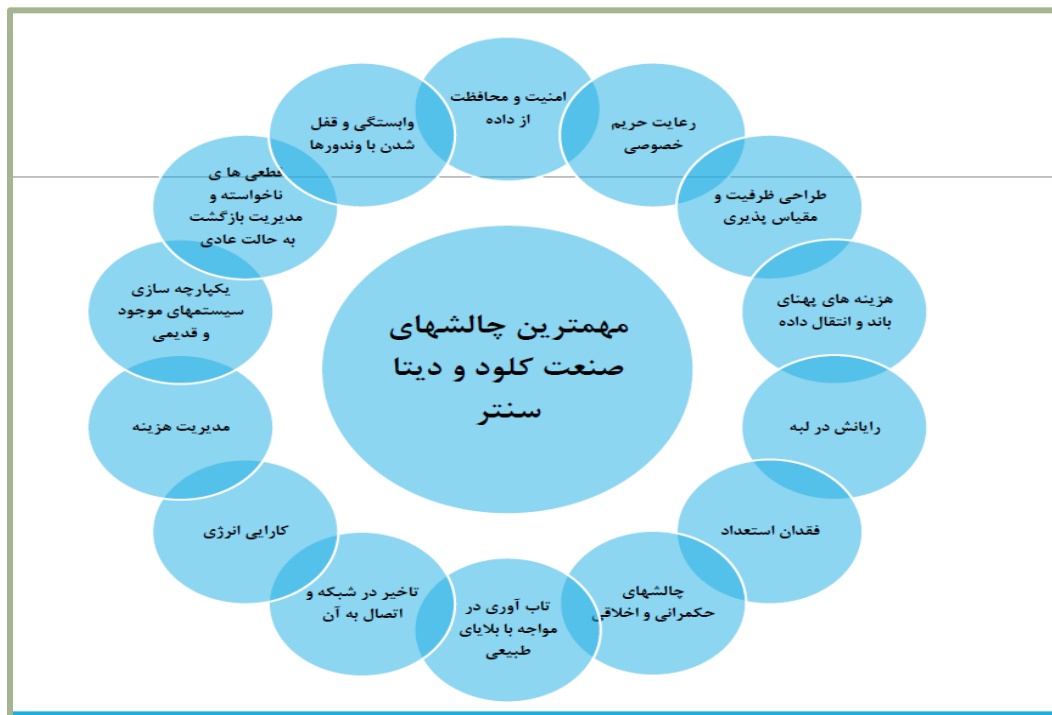 مهمترین چالشهای
صنعت کلود و دیتا
سنتر
امنیت و محافظت
از داده
رعایت حریم
خصوصی
طراحی ظرفیت و
مقیاس پذیری
هزینه های پهنای
باند و انتقال داده
رایانش در لبه
فقدان استعداد
چالشهای
حکمرانی و اخلاقی
تاب آوری در
مواجه با بلایای
طبیعی
تاخیر در شبکه و
اتصال به آن
کارایی انرژی
مدیریت هزینه
یکپارچه سازی
سیستمهای موجود
و قدیمی
قطعی ها ی
ناخواسته و
مدیریت بازگشت
به حالت عادی
وابستگی و قفل
شدن با وندورها